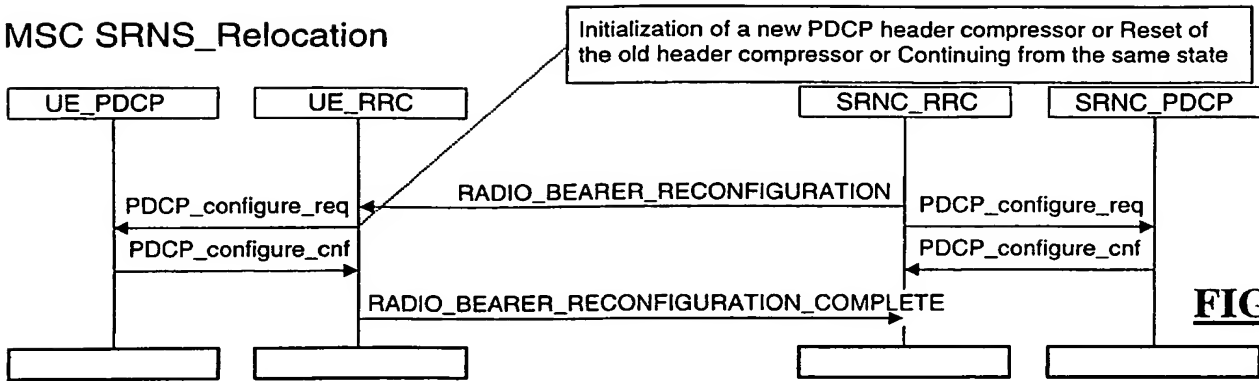 MSC SRNS_Relocation
Initialization of a new PDCP header compressor or Reset of
the old header compressor or Continuing from the same state
UE_PDCP
UE_RRC
SRNC_RRC
SRNC_PDCP
RADIO_BEARER_RECONFIGURATION
PDCP_configure_req
PDCP_configure_req
PDCP_configure_cnf
PDCP_configure_cnf
RADIO_BEARER_RECONFIGURATION_COMPLETE
FIG